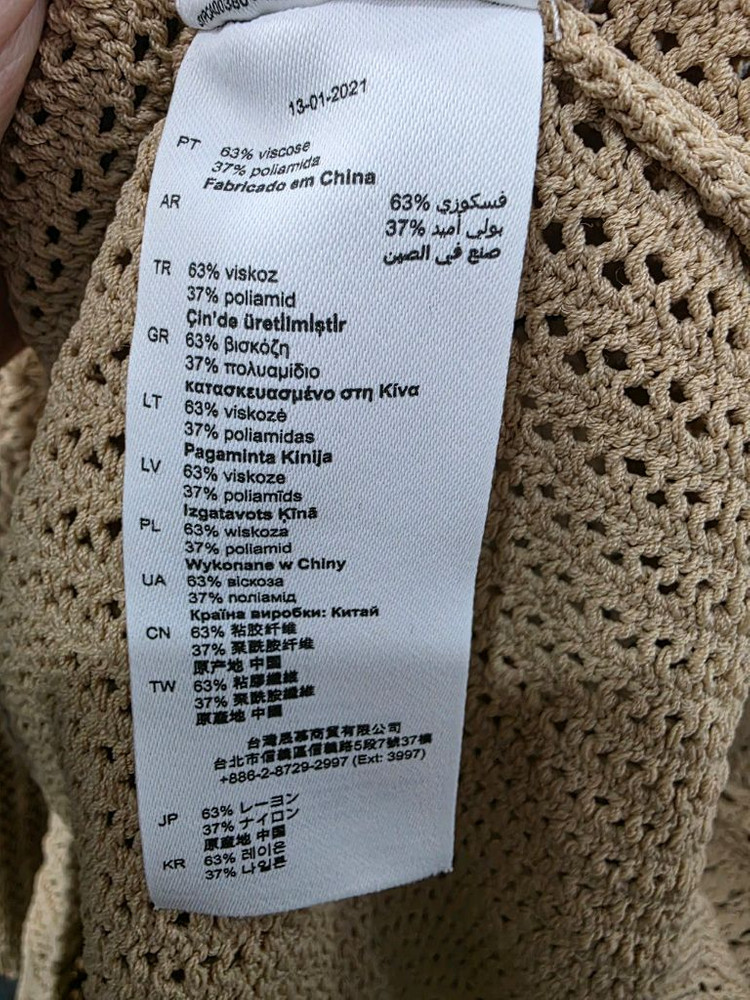 13-01-2021
PT 63% viscose
37% poliamida
Fabricado em China
AR 63% فسكوزي
37% بولي أميد
صنع في الصين
TR 63% viskoz
37% poliamid
Çin'de üretilmiştir
GR 63% βισκόζη
37% πολυαμίδιο
κατασκευασμένο στη Κίνα
LT 63% viskozė
37% poliamidas
Pagaminta Kinija
LV 63% viskoze
37% poliamīds
Izgatavots Ķīnā
PL 63% wiskoza
37% poliamid
Wykonane w Chiny
UA 63% віскоза
37% поліамід
Країна виробки: Китай
CN 63% 粘胶纤维
37% 聚酰胺纤维
原产地 中国
TW 63% 粘膠纖維
37% 聚酰胺纖維
原產地 中國
台灣晟慕商貿有限公司
台北市信義區信義路5段7號37樓
+886-2-8729-2997 (Ext: 3997)
JP 63% レーヨン
37% ナイロン
原産地 中国
KR 63% 레이온
37% 나일론